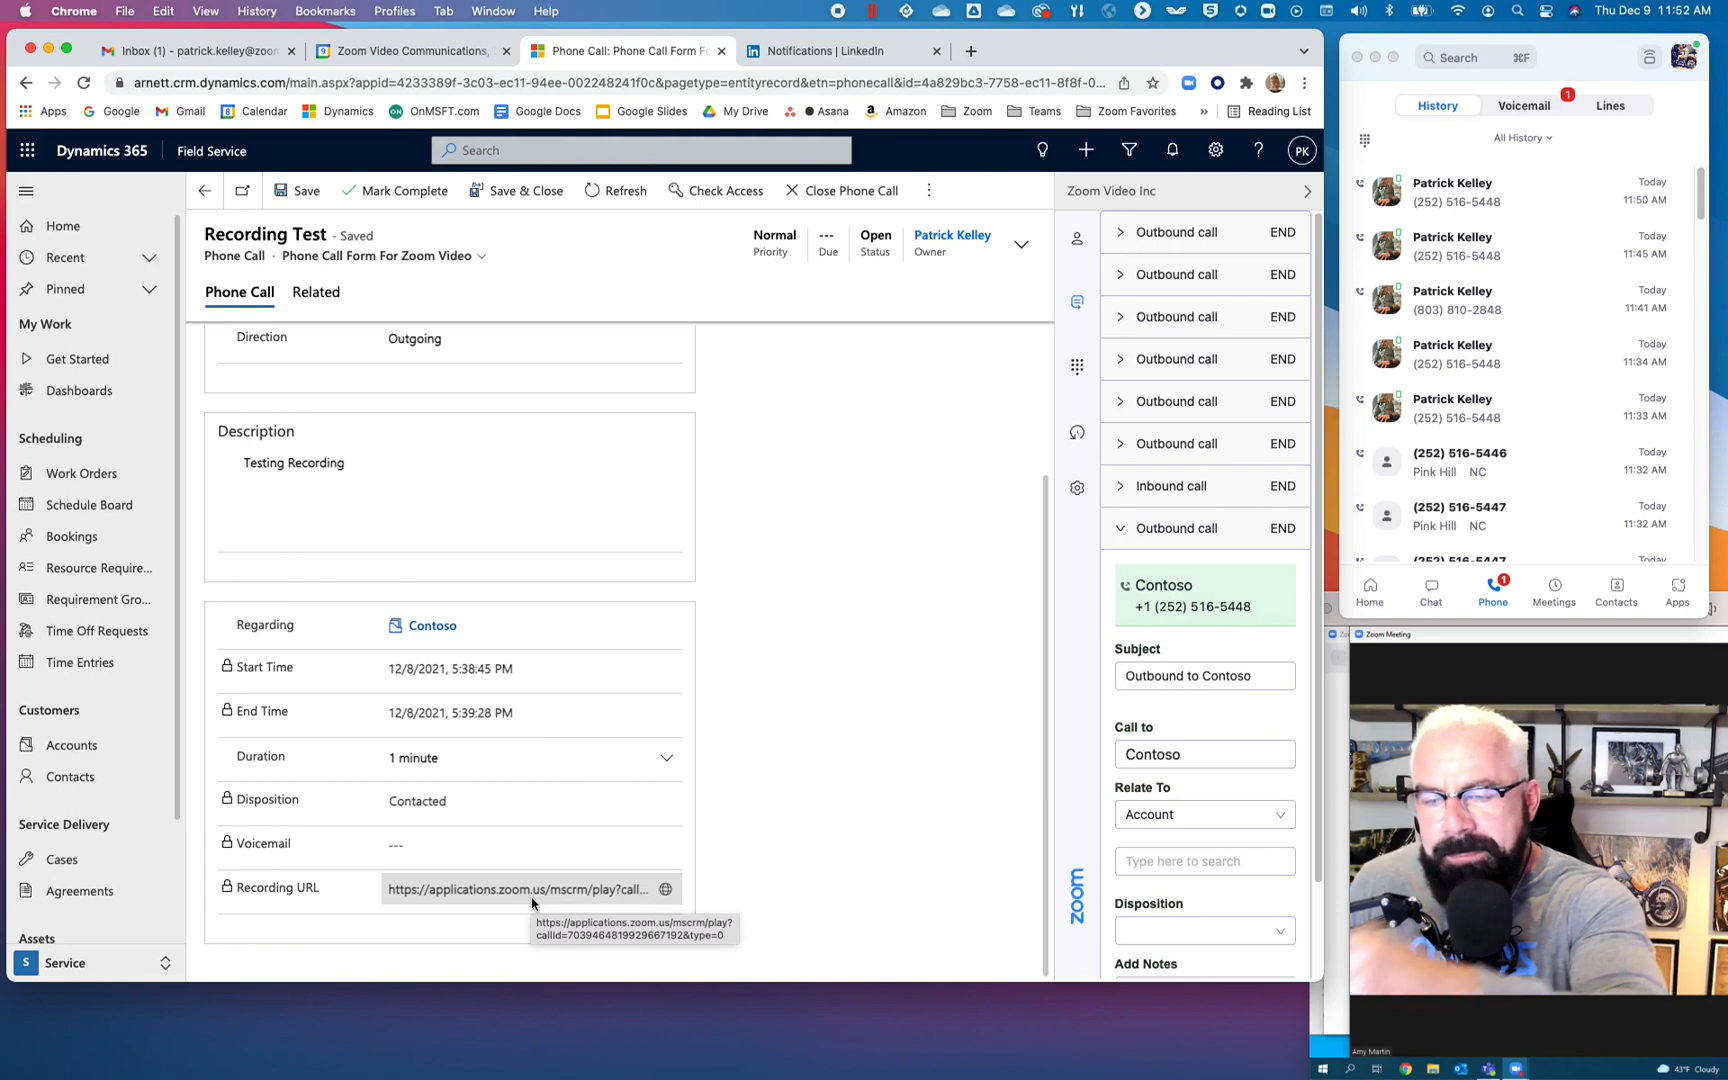 Chrome File Edit View History Bookmarks Profiles Tab Window Help Thu Dec 9 11:52 AM
Inbox (1) - patrick.kelley@zoom
Zoom Video Communications,
Phone Call: Phone Call Form Fo
Notifications | LinkedIn
arnett.crm.dynamics.com/main.aspx?appid=4233389f-3c03-ec11-94ee-002248241f0c&pagetype=entityrecord&etn=phonecall&id=4a829bc3-7758-ec11-8f8f-0...
Apps Google Gmail Calendar Dynamics OnMSFT.com Google Docs Google Slides My Drive Asana Amazon Zoom Teams Zoom Favorites » Reading List
Dynamics 365 Field Service Search PK
Save Mark Complete Save & Close Refresh Check Access Close Phone Call
Recording Test - Saved
Phone Call · Phone Call Form For Zoom Video
Normal
Priority
---
Due
Open
Status
Patrick Kelley
Owner
Phone Call Related
Home
Recent
Pinned
My Work
Get Started
Dashboards
Scheduling
Work Orders
Schedule Board
Bookings
Resource Require...
Requirement Gro...
Time Off Requests
Time Entries
Customers
Accounts
Contacts
Service Delivery
Cases
Agreements
Assets
S Service
Direction Outgoing
Description
Testing Recording
Regarding Contoso
Start Time 12/8/2021, 5:38:45 PM
End Time 12/8/2021, 5:39:28 PM
Duration 1 minute
Disposition Contacted
Voicemail ---
Recording URL https://applications.zoom.us/mscrm/play?call...
https://applications.zoom.us/mscrm/play?
callId=7039464819929667192&type=0
Zoom Video Inc
Outbound call END
Outbound call END
Outbound call END
Outbound call END
Outbound call END
Outbound call END
Inbound call END
Outbound call END
Contoso
+1 (252) 516-5448
Subject
Outbound to Contoso
Call to
Contoso
Relate To
Account
Type here to search
Disposition
Add Notes
zoom
Search ⌘F
History Voicemail 1 Lines
All History
Patrick Kelley Today
(252) 516-5448 11:50 AM
Patrick Kelley Today
(252) 516-5448 11:45 AM
Patrick Kelley Today
(803) 810-2848 11:41 AM
Patrick Kelley Today
(252) 516-5448 11:34 AM
Patrick Kelley Today
(252) 516-5448 11:33 AM
(252) 516-5446 Today
Pink Hill NC 11:32 AM
(252) 516-5447 Today
Pink Hill NC 11:32 AM
(252) 516-5447 Today
1
Home Chat Phone Meetings Contacts Apps
Zoom Meeting
Amy Martin
43°F Cloudy